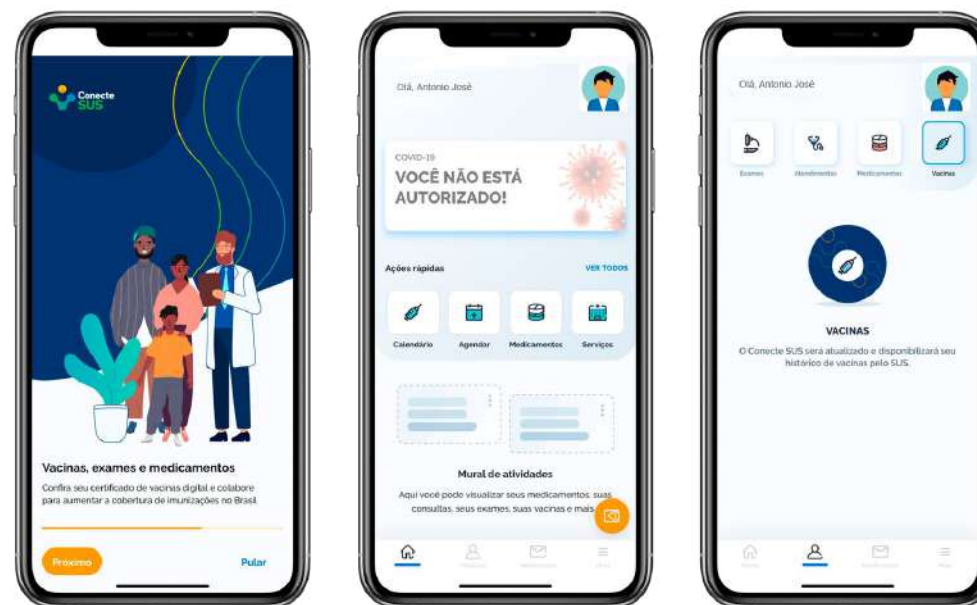 Conecte
SUS
Vacinas, exames e medicamentos
Confira seu certificado de vacinas digital e colabore
para aumentar a cobertura de imunizações no Brasil
Próximo
Pular
Olá, Antonio José
COVID-19
VOCÊ NÃO ESTÁ
AUTORIZADO!
Ações rápidas
VER TODOS
Calendário
Agendar
Medicamentos
Serviços
Mural de atividades
Aqui você pode visualizar seus medicamentos, suas
consultas, seus exames, suas vacinas e mais
Olá, Antonio José
Exames
Atendimentos
Medicamentos
Vacinas
VACINAS
O Conecte SUS será atualizado e disponibilizará seu
histórico de vacinas pelo SUS.